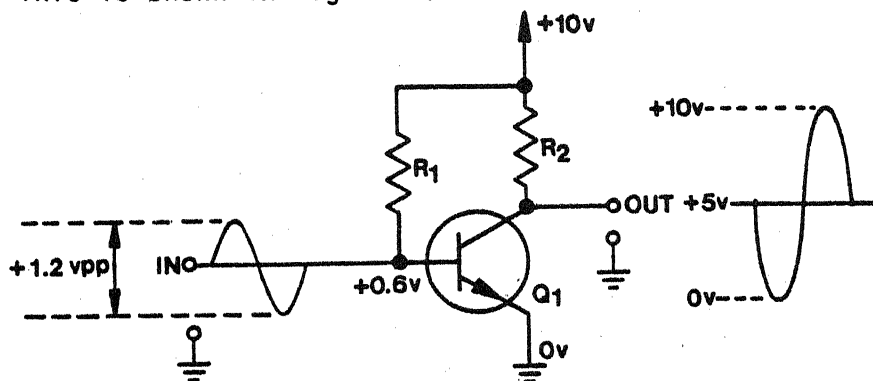 +10v
+10v
R1
R2
OUT
+5v
+1.2 vpp
IN
+0.6v
Q1
0v
0v